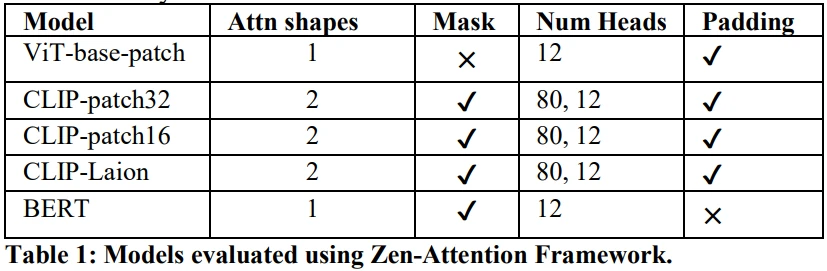 Model Attn shapes Mask Num Heads Padding
ViT-base-patch 1 × 12 ✓
CLIP-patch32 2 ✓ 80, 12 ✓
CLIP-patch16 2 ✓ 80, 12 ✓
CLIP-Laion 2 ✓ 80, 12 ✓
BERT 1 ✓ 12 ×
Table 1: Models evaluated using Zen-Attention Framework.